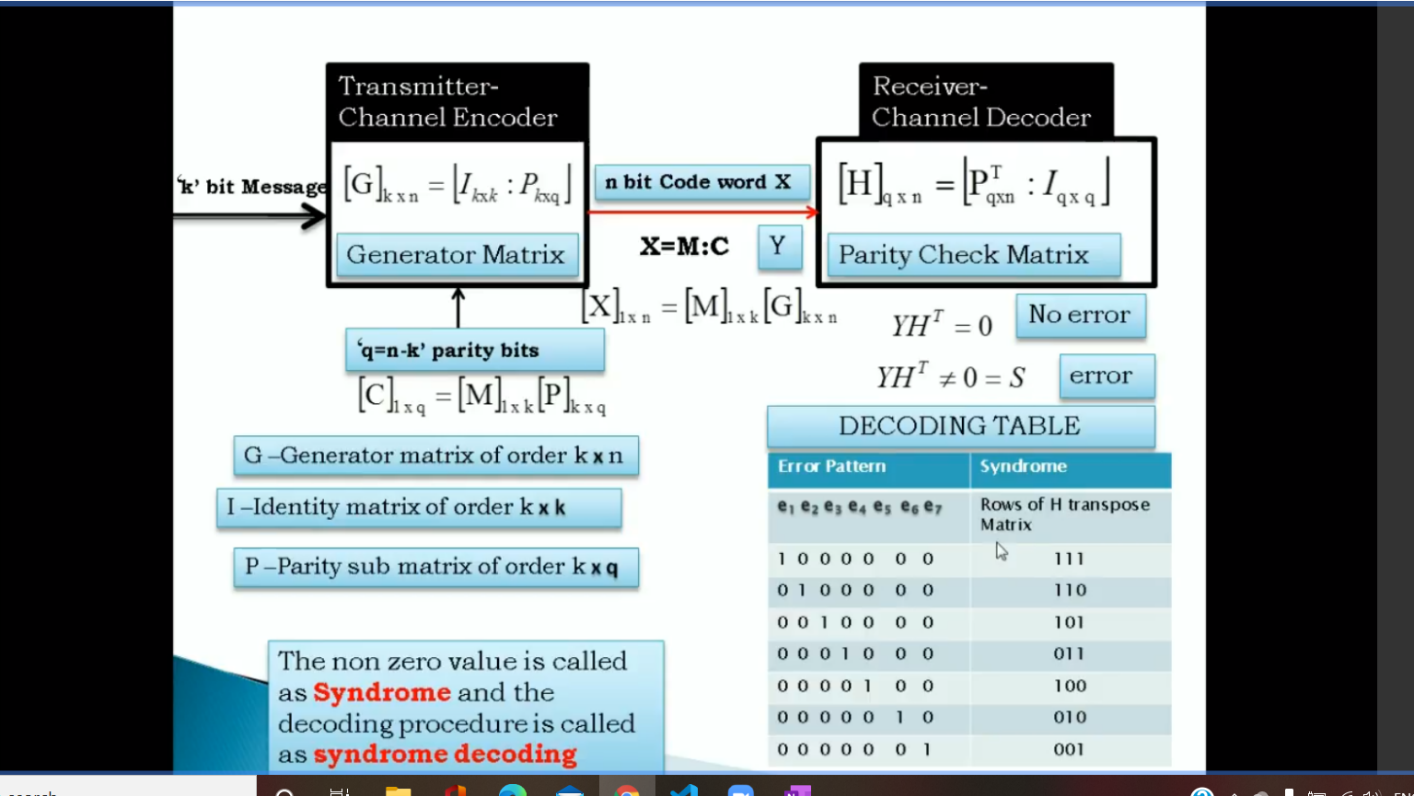 Transmitter-
Channel Encoder
Receiver-
Channel Decoder
‘k’ bit Message
[G]k x n = [Ikxk : Pkxq]
Generator Matrix
n bit Code word X
X=M:C
Y
[H]q x n = [P^T qxn : Iq x q]
Parity Check Matrix
[X]1 x n = [M]1 x k [G]k x n
YH^T = 0
No error
‘q=n-k’ parity bits
[C]1 x q = [M]1 x k [P]k x q
YH^T ≠ 0 = S
error
G –Generator matrix of order k x n
I –Identity matrix of order k x k
P –Parity sub matrix of order k x q
The non zero value is called
as Syndrome and the
decoding procedure is called
as syndrome decoding
DECODING TABLE
Error Pattern Syndrome
e1 e2 e3 e4 e5 e6 e7 Rows of H transpose
Matrix
1 0 0 0 0 0 0 111
0 1 0 0 0 0 0 110
0 0 1 0 0 0 0 101
0 0 0 1 0 0 0 011
0 0 0 0 1 0 0 100
0 0 0 0 0 1 0 010
0 0 0 0 0 0 1 001